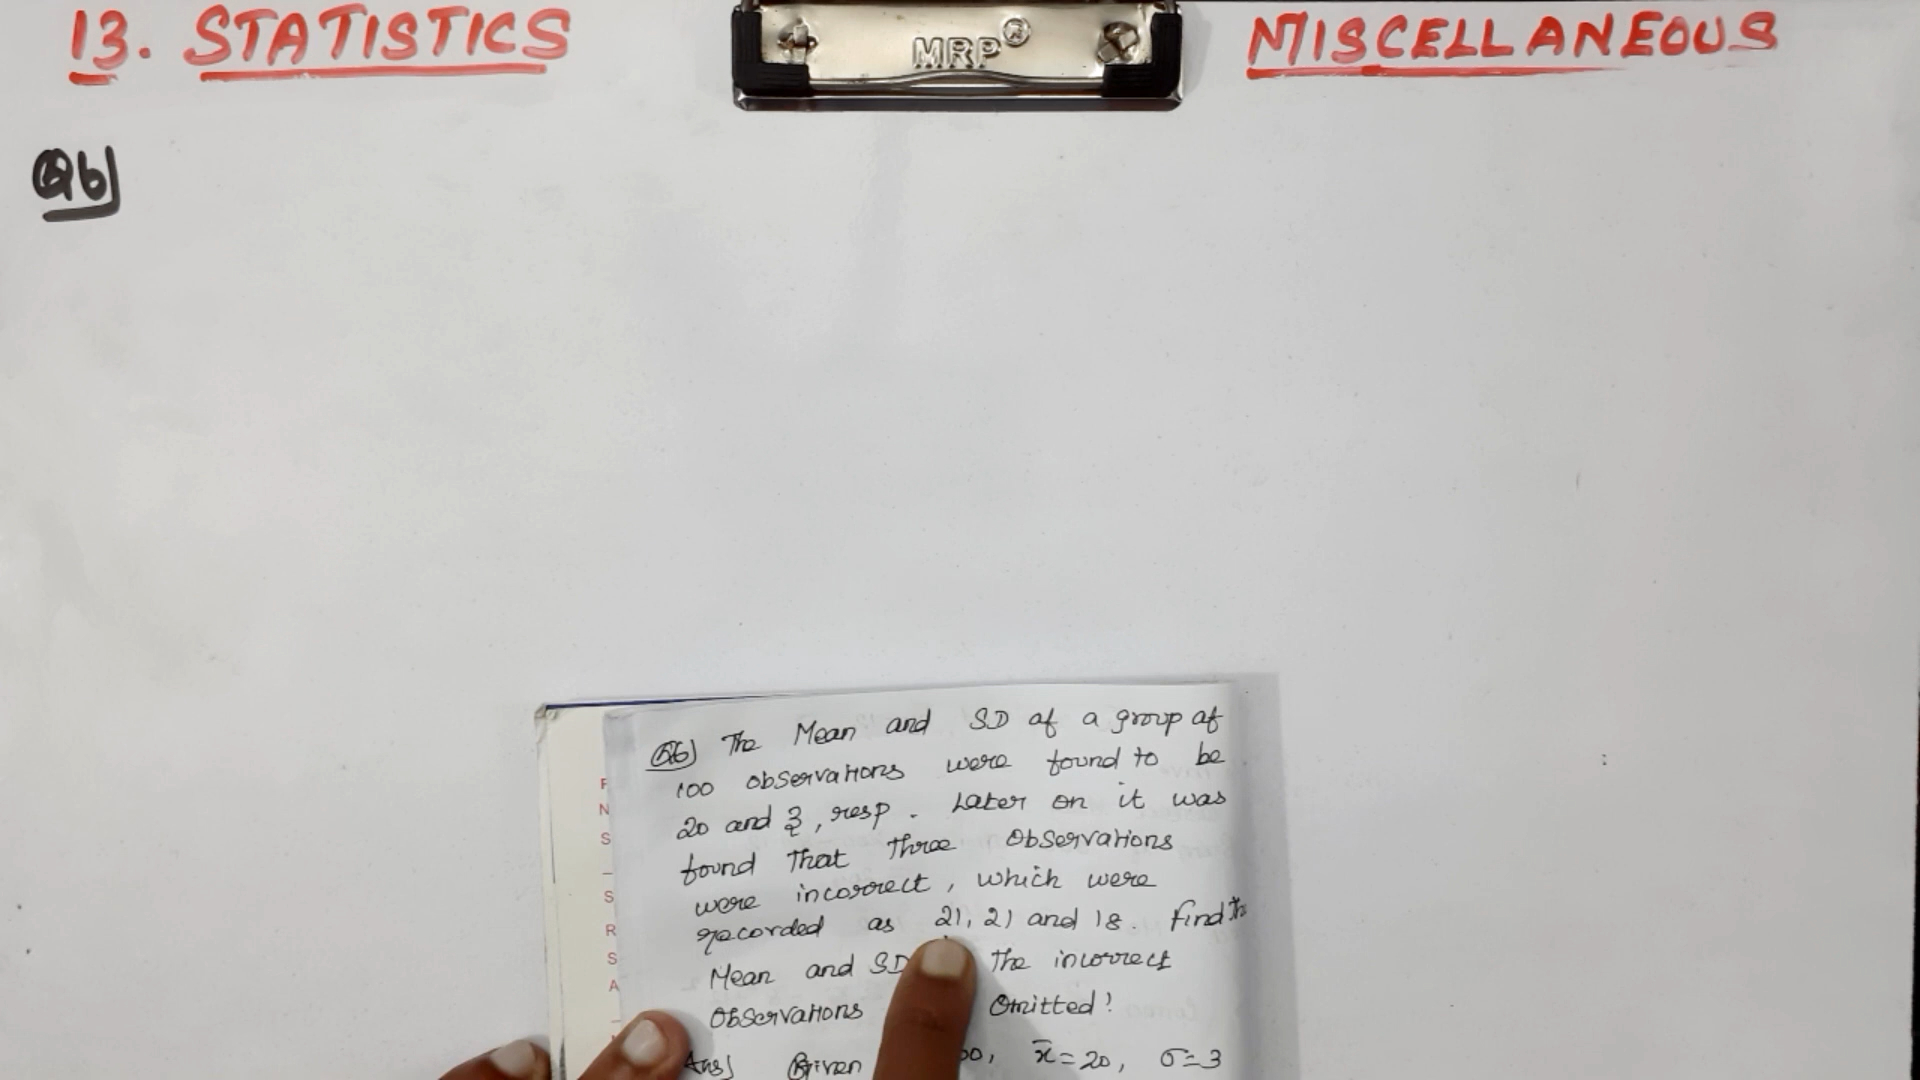 13. STATISTICS
MISCELLANEOUS
MRP®
Q6]
Q6] The Mean and SD of a group of
100 observations were found to be
20 and 3, resp. Later on it was
found that three Observations
were incorrect, which were
recorded as 21, 21 and 18. find the
Mean and SD the incorrect
Observations Omitted!
Ans] Given 00, x̄ = 20, σ = 3
F
N
S
S
R
S
A